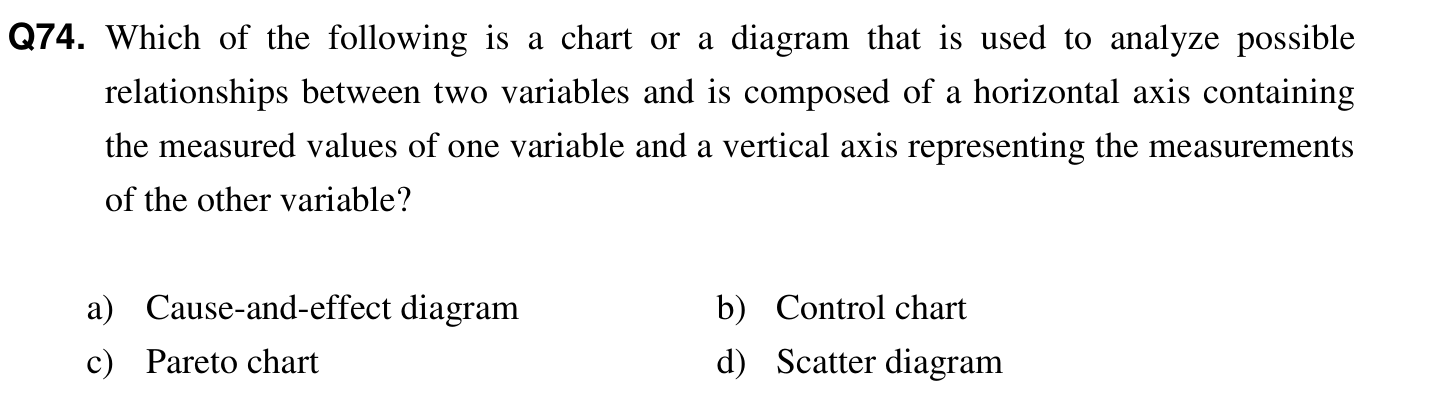 Q74. Which of the following is a chart or a diagram that is used to analyze possible
relationships between two variables and is composed of a horizontal axis containing
the measured values of one variable and a vertical axis representing the measurements
of the other variable?
a) Cause-and-effect diagram b) Control chart
c) Pareto chart d) Scatter diagram